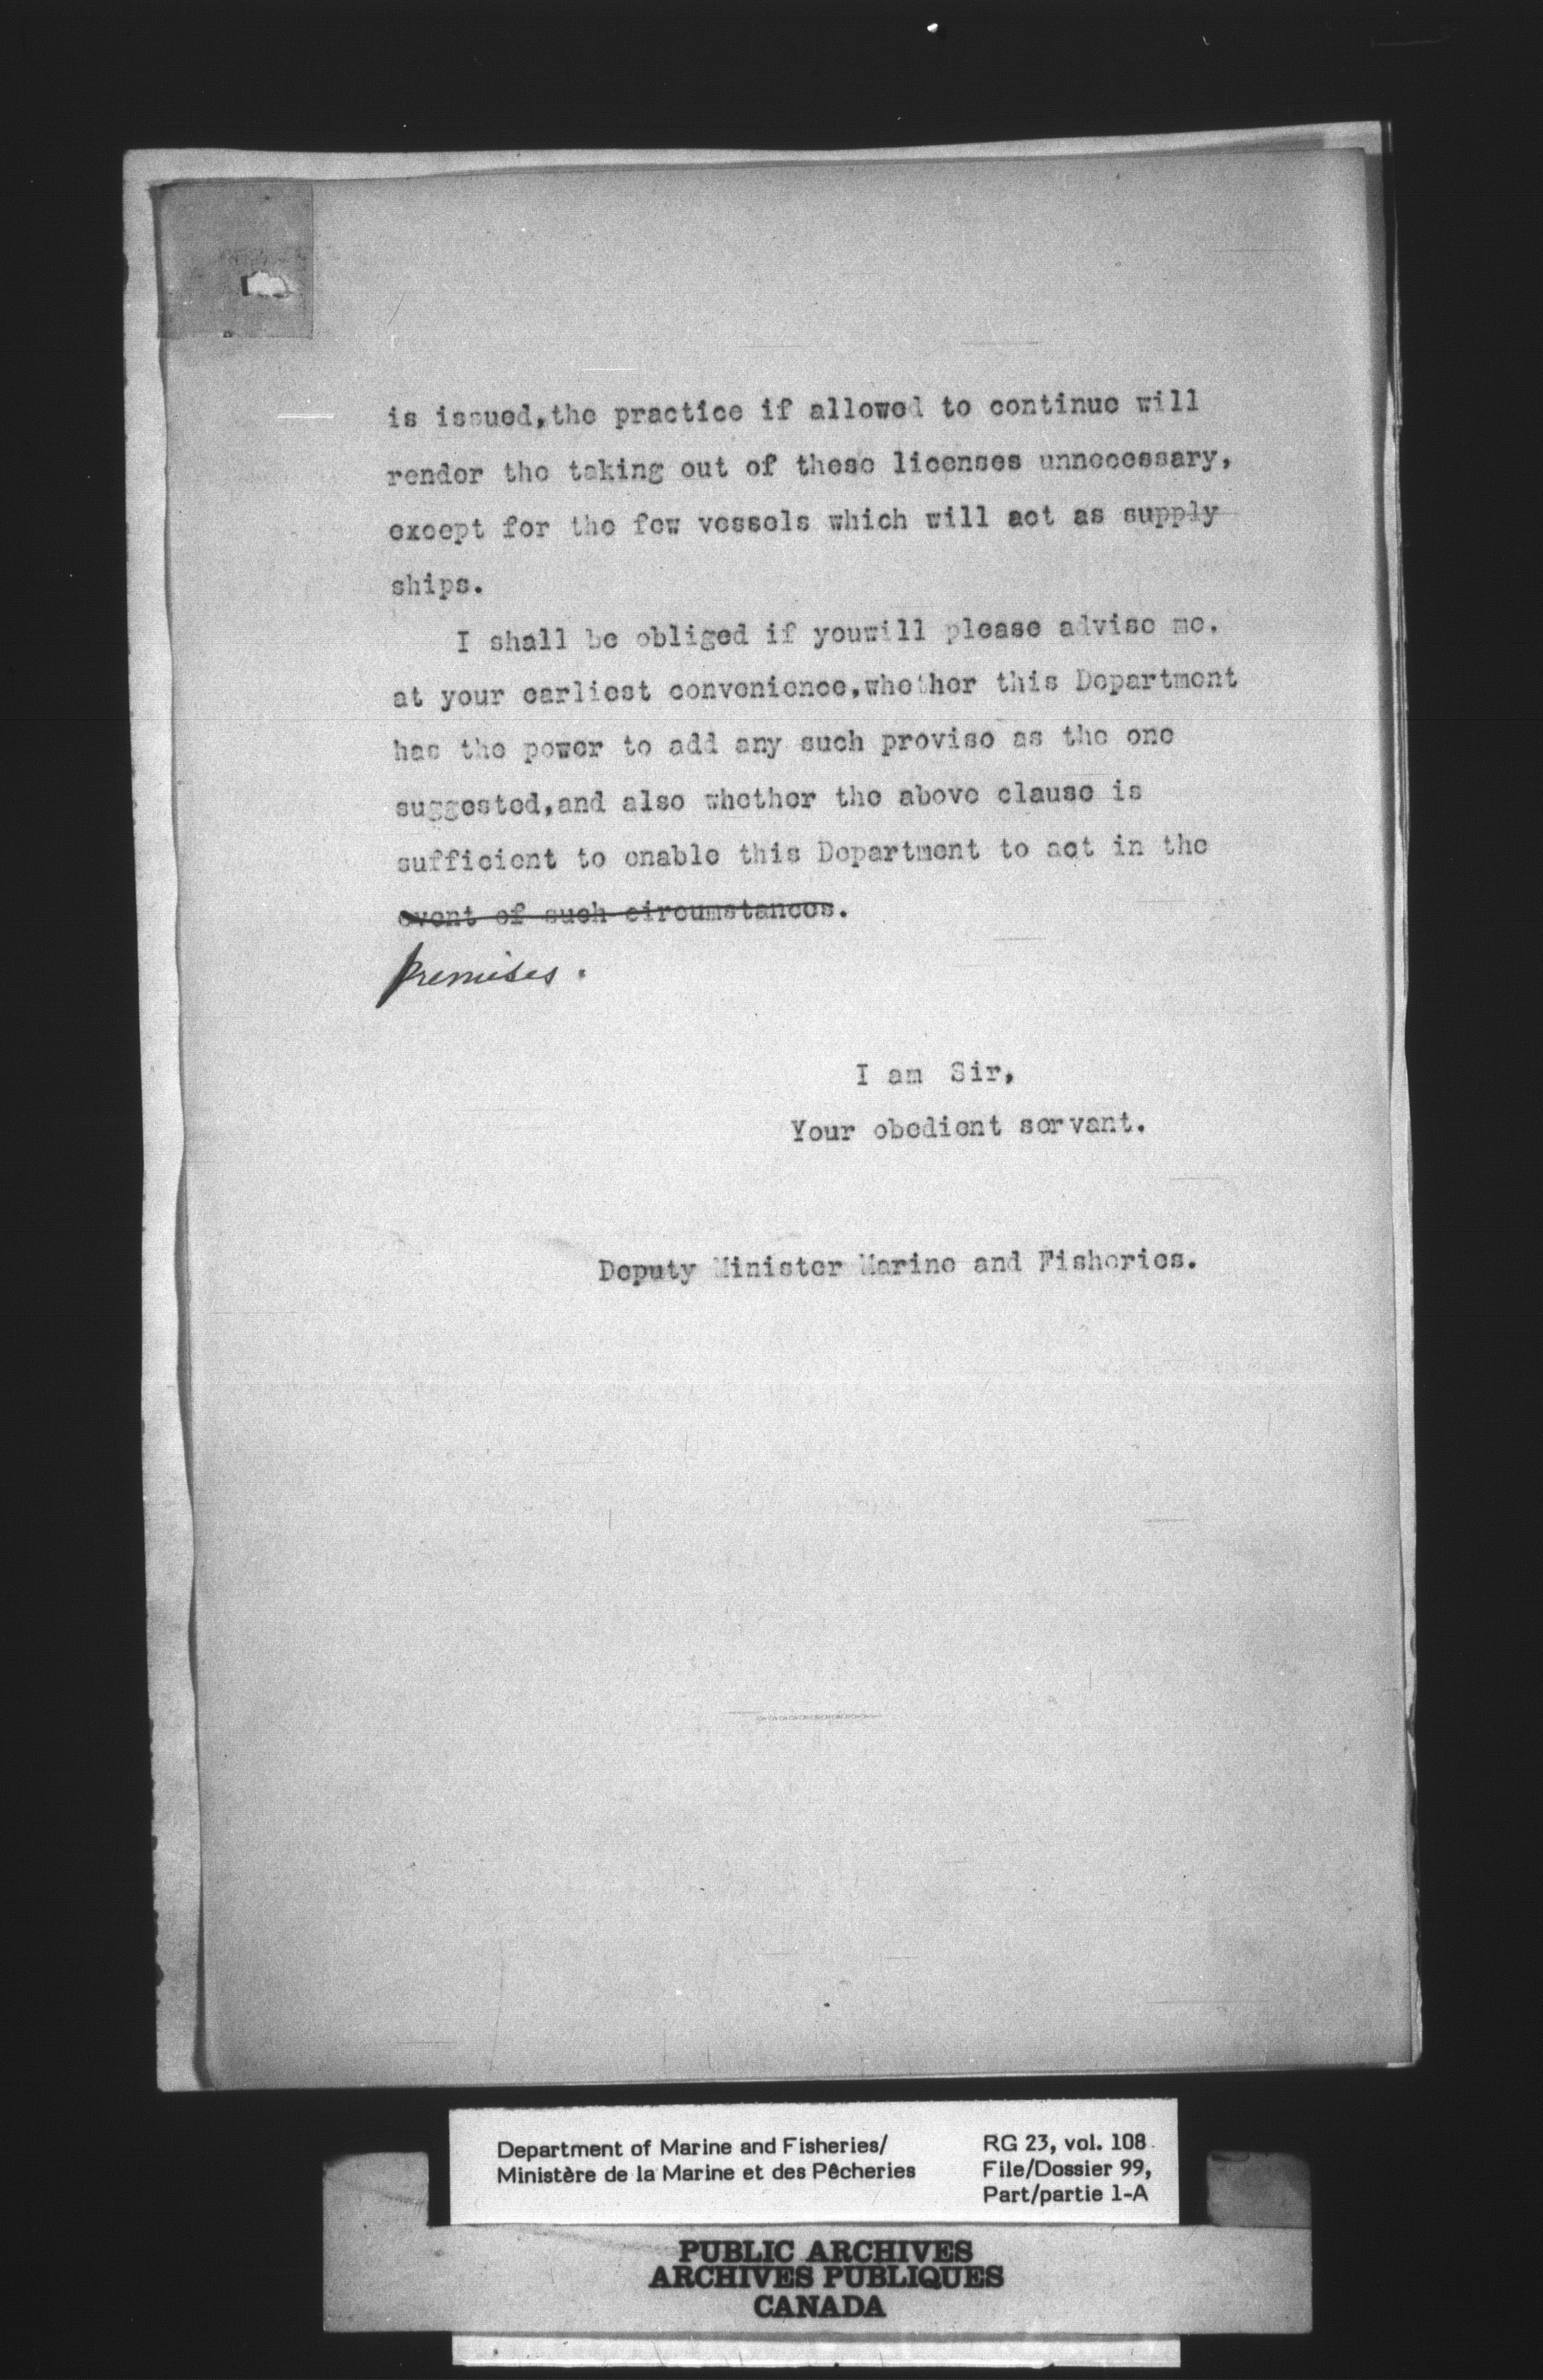 is issued,the practice if allowed to continue will
render the taking out of these licenses unnecessary,
except for the few vessels which will act as supply
ships.
I shall be obliged if youwill please advise me.
at your earliest convenience,whether this Department
has the power to add any such proviso as the one
suggested,and also whether the above clause is
sufficient to enable this Department to act in the
event of such circumstances.
premises.
I am Sir,
Your obedient servant.
Deputy Minister Marine and Fisheries.
Department of Marine and Fisheries/ RG 23, vol. 108
Ministère de la Marine et des Pêcheries File/Dossier 99,
Part/partie 1-A
PUBLIC ARCHIVES
ARCHIVES PUBLIQUES
CANADA